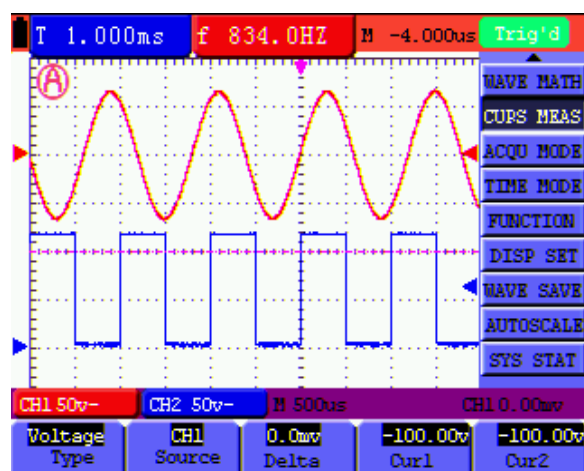 T 1.000ms f 834.0HZ M -4.000us Trig'd
A
WAVE MATH
CURS MEAS
ACQU MODE
TIME MODE
FUNCTION
DISP SET
WAVE SAVE
AUTOSCALE
SYS STAT
CH1 50v~ CH2 50v~ M 500us CH1 0.00mv
Voltage CH1 0.0mv -100.00v -100.00v
Type Source Delta Cur1 Cur2